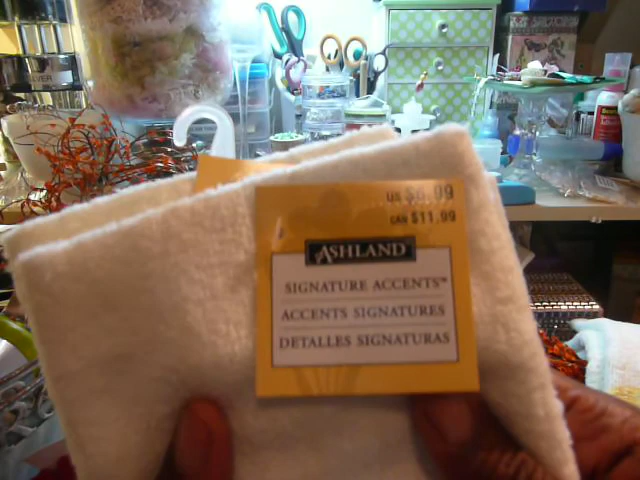 US $6.99
CAN $11.99
ASHLAND
SIGNATURE ACCENTS™
ACCENTS SIGNATURES
DETALLES SIGNATURAS